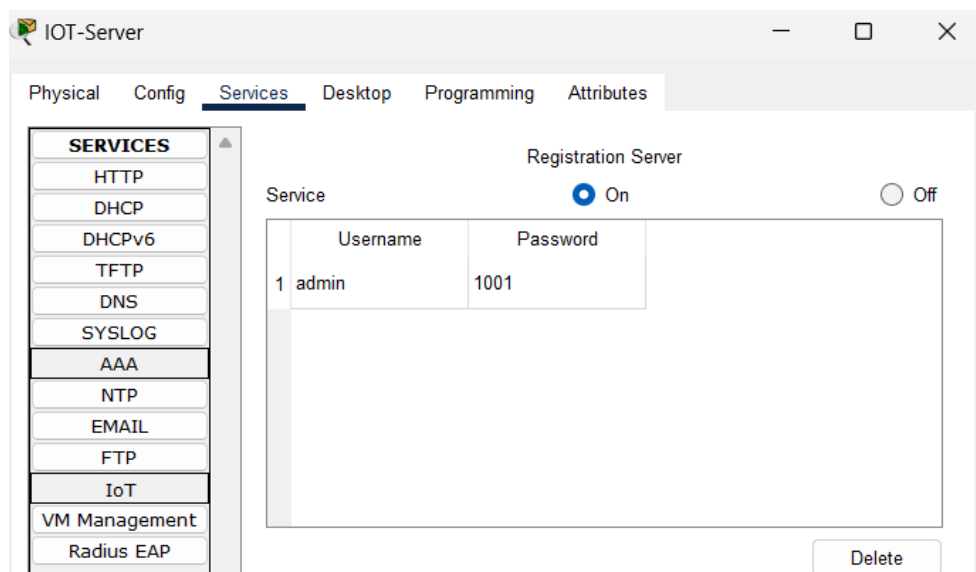 IOT-Server
Physical Config Services Desktop Programming Attributes
SERVICES
HTTP
DHCP
DHCPv6
TFTP
DNS
SYSLOG
AAA
NTP
EMAIL
FTP
IoT
VM Management
Radius EAP
Registration Server
Service On Off
Username Password
1 admin 1001
Delete